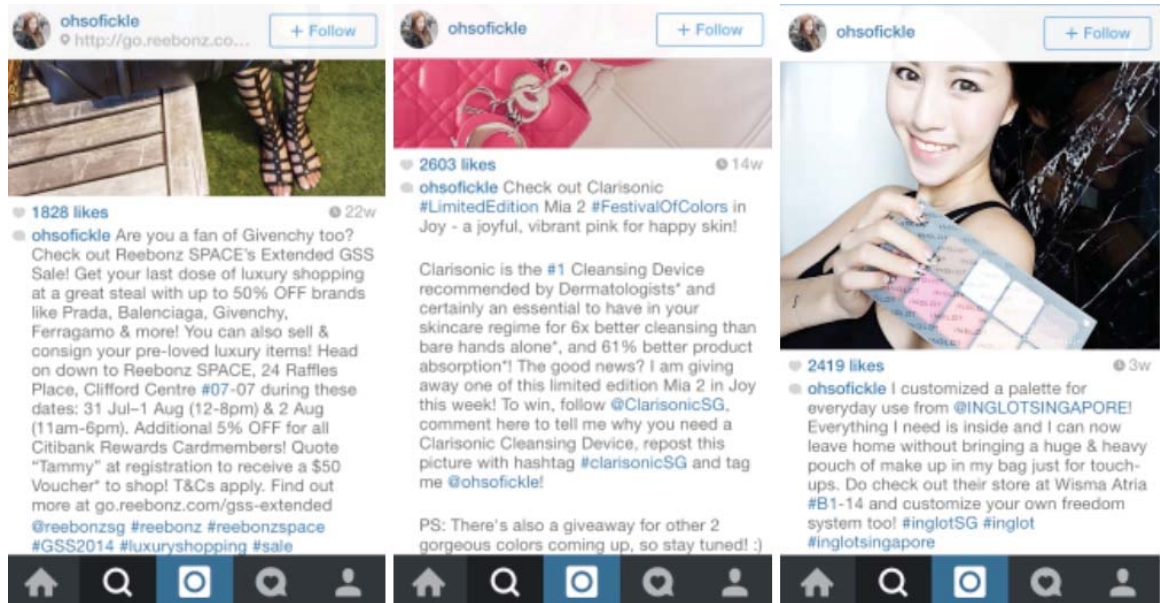 ohsofickle
http://go.reebonz.co...
+ Follow
1828 likes
22w
ohsofickle Are you a fan of Givenchy too?
Check out Reebonz SPACE's Extended GSS
Sale! Get your last dose of luxury shopping
at a great steal with up to 50% OFF brands
like Prada, Balenciaga, Givenchy,
Ferragamo & more! You can also sell &
consign your pre-loved luxury items! Head
on down to Reebonz SPACE, 24 Raffles
Place, Clifford Centre #07-07 during these
dates: 31 Jul–1 Aug (12-8pm) & 2 Aug
(11am-6pm). Additional 5% OFF for all
Citibank Rewards Cardmembers! Quote
"Tammy" at registration to receive a $50
Voucher* to shop! T&Cs apply. Find out
more at go.reebonz.com/gss-extended
@reebonzsg #reebonz #reebonzspace
#GSS2014 #luxuryshopping #sale
ohsofickle
+ Follow
2603 likes
14w
ohsofickle Check out Clarisonic
#LimitedEdition Mia 2 #FestivalOfColors in
Joy - a joyful, vibrant pink for happy skin!
Clarisonic is the #1 Cleansing Device
recommended by Dermatologists* and
certainly an essential to have in your
skincare regime for 6x better cleansing than
bare hands alone*, and 61% better product
absorption*! The good news? I am giving
away one of this limited edition Mia 2 in Joy
this week! To win, follow @ClarisonicSG,
comment here to tell me why you need a
Clarisonic Cleansing Device, repost this
picture with hashtag #clarisonicSG and tag
me @ohsofickle!
PS: There's also a giveaway for other 2
gorgeous colors coming up, so stay tuned! :)
ohsofickle
+ Follow
INGLOT
2419 likes
3w
ohsofickle I customized a palette for
everyday use from @INGLOTSINGAPORE!
Everything I need is inside and I can now
leave home without bringing a huge & heavy
pouch of make up in my bag just for touch-
ups. Do check out their store at Wisma Atria
#B1-14 and customize your own freedom
system too! #inglotSG #inglot
#inglotsingapore